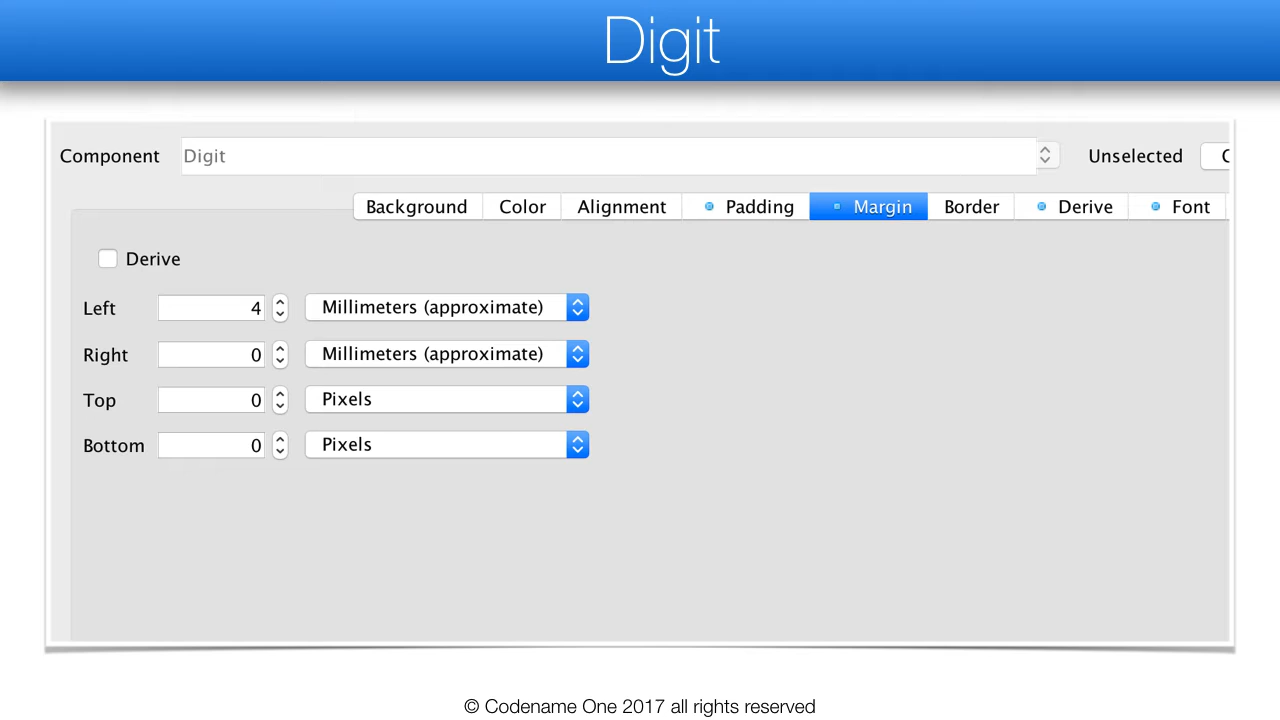 Digit
Component Digit Unselected
Background Color Alignment Padding Margin Border Derive Font
Derive
Left 4 Millimeters (approximate)
Right 0 Millimeters (approximate)
Top 0 Pixels
Bottom 0 Pixels
© Codename One 2017 all rights reserved